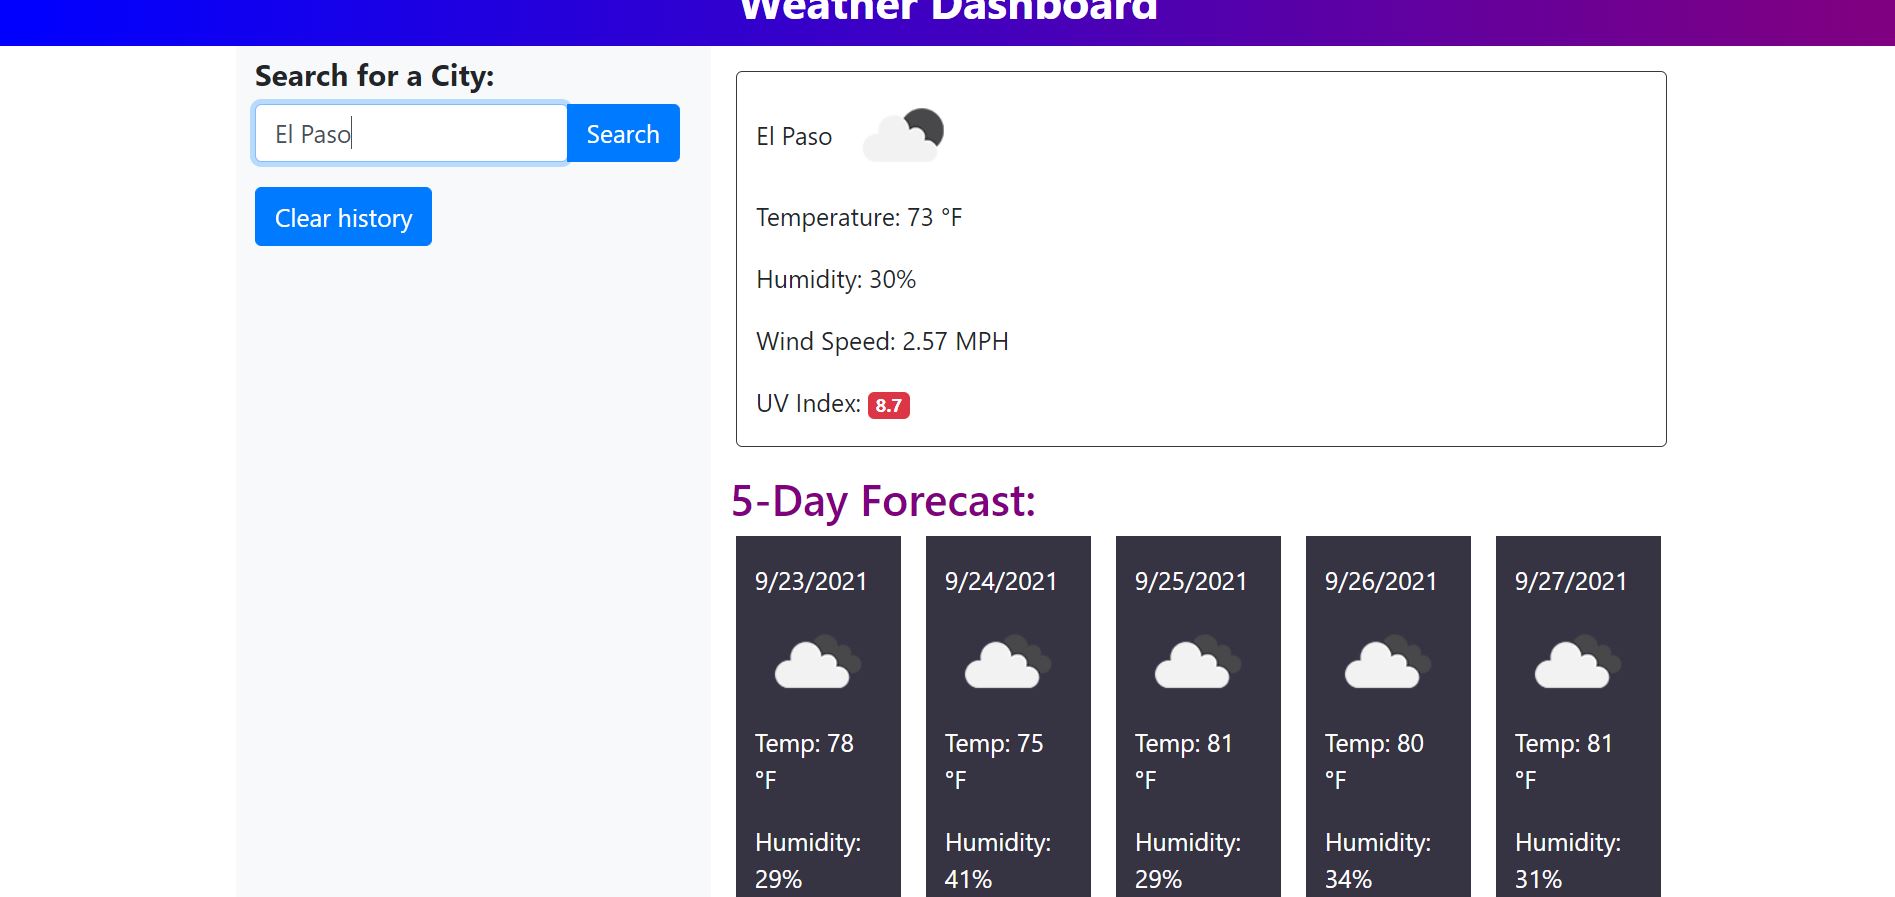 Weather Dashboard
Search for a City:
El Paso
Search
Clear history
El Paso
Temperature: 73 °F
Humidity: 30%
Wind Speed: 2.57 MPH
UV Index: 8.7
5-Day Forecast:
9/23/2021
Temp: 78
°F
Humidity:
29%
9/24/2021
Temp: 75
°F
Humidity:
41%
9/25/2021
Temp: 81
°F
Humidity:
29%
9/26/2021
Temp: 80
°F
Humidity:
34%
9/27/2021
Temp: 81
°F
Humidity:
31%